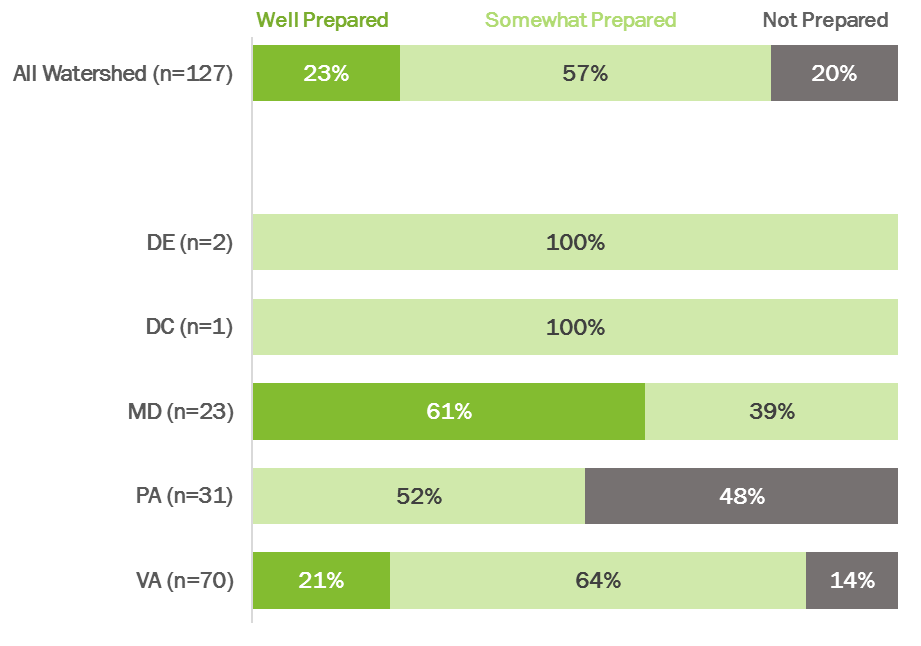 Well Prepared Somewhat Prepared Not Prepared
All Watershed (n=127) 23% 57% 20%
DE (n=2) 100%
DC (n=1) 100%
MD (n=23) 61% 39%
PA (n=31) 52% 48%
VA (n=70) 21% 64% 14%